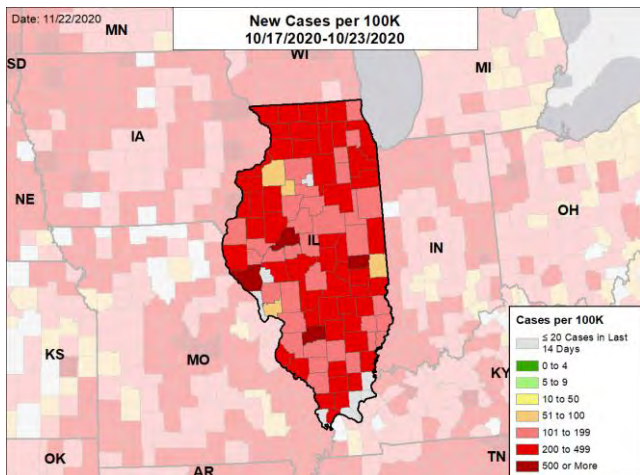 Date: 11/22/2020
New Cases per 100K
10/17/2020-10/23/2020
MN
WI
SD
MI
IA
NE
IL
IN
OH
KS
MO
KY
OK
AR
TN
Cases per 100K
≤ 20 Cases in Last
14 Days
0 to 4
5 to 9
10 to 50
51 to 100
101 to 199
200 to 499
500 or More